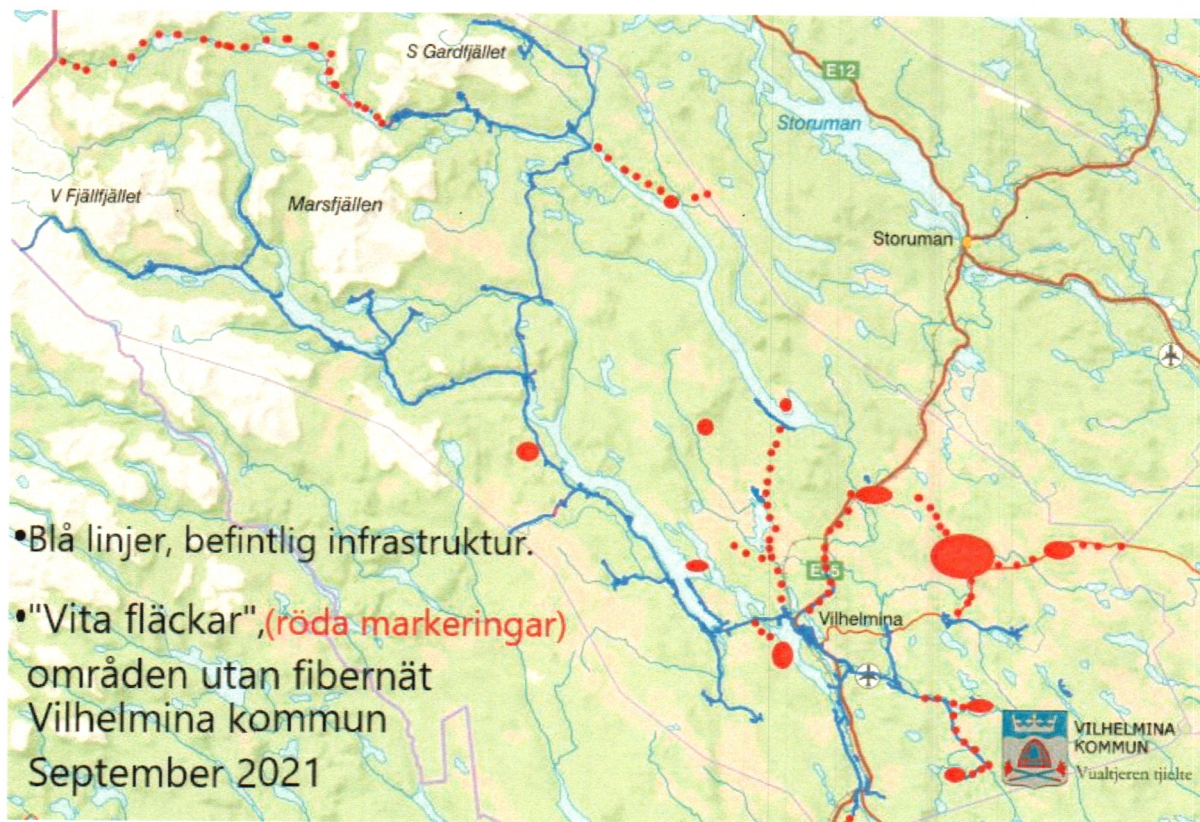 S Gardfjället
E12
Storuman
V Fjällfjället
Marsfjällen
Storuman
•Blå linjer, befintlig infrastruktur.
•"Vita fläckar",(röda markeringar)
områden utan fibernät
Vilhelmina kommun
September 2021
Vilhelmina
VILHELMINA
KOMMUN
Vualtjeren tjïelte